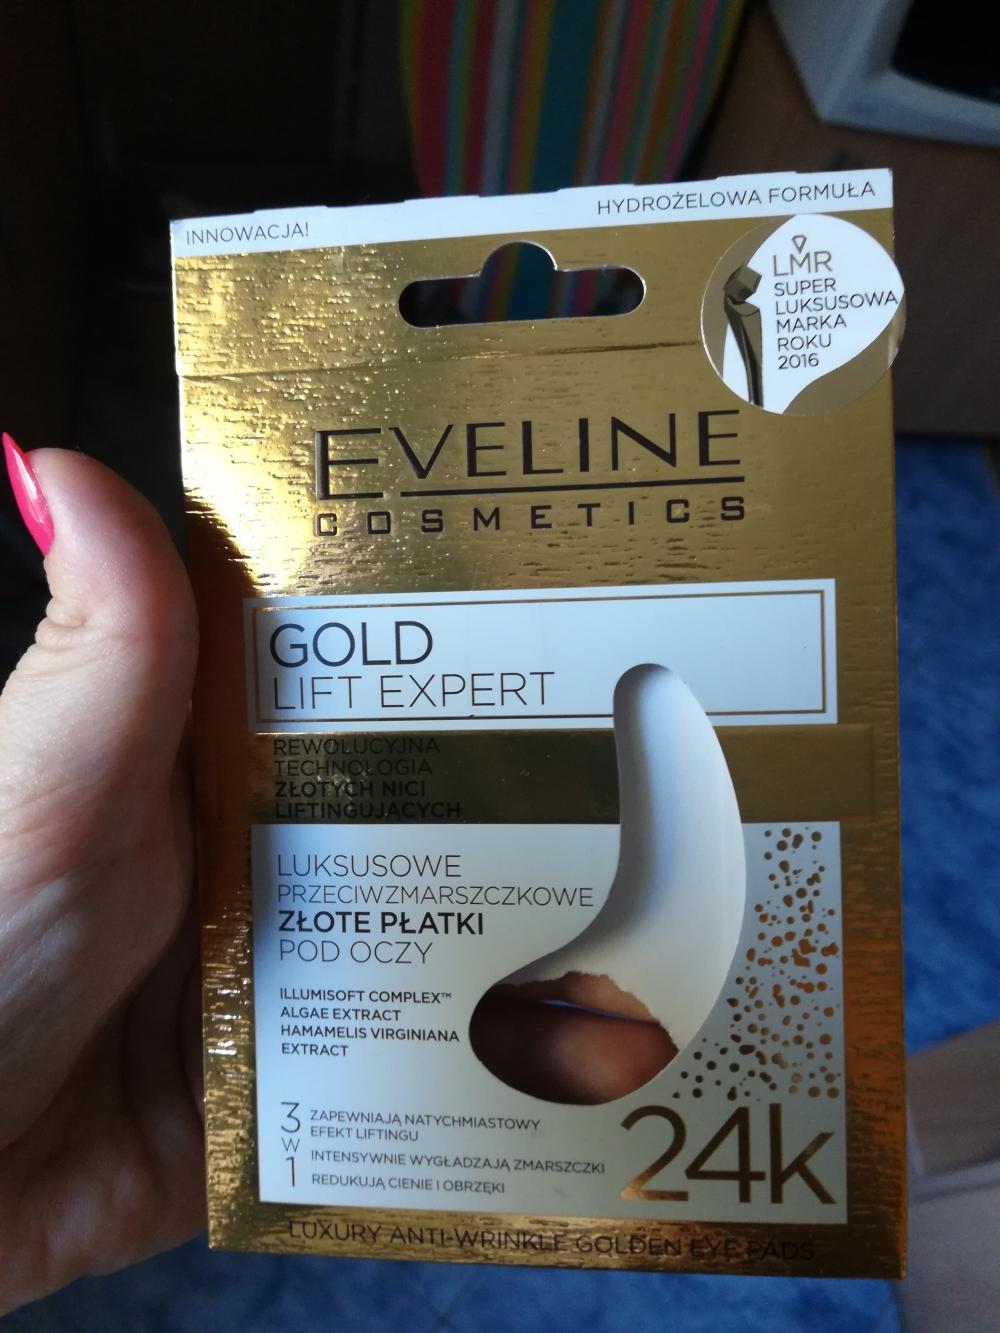 INNOWACJA!
HYDROŻELOWA FORMUŁA
LMR
SUPER
LUKSUSOWA
MARKA
ROKU
2016
EVELINE
COSMETICS
GOLD
LIFT EXPERT
REWOLUCYJNA
TECHNOLOGIA
ZŁOTYCH NICI
LIFTINGUJĄCYCH
LUKSUSOWE
PRZECIWZMARSZCZKOWE
ZŁOTE PŁATKI
POD OCZY
ILLUMISOFT COMPLEX™
ALGAE EXTRACT
HAMAMELIS VIRGINIANA
EXTRACT
3 W 1
ZAPEWNIAJĄ NATYCHMIASTOWY
EFEKT LIFTINGU
INTENSYWNIE WYGŁADZAJĄ ZMARSZCZKI
REDUKUJĄ CIENIE I OBRZĘKI
24k
LUXURY ANTI-WRINKLE GOLDEN EYE PADS